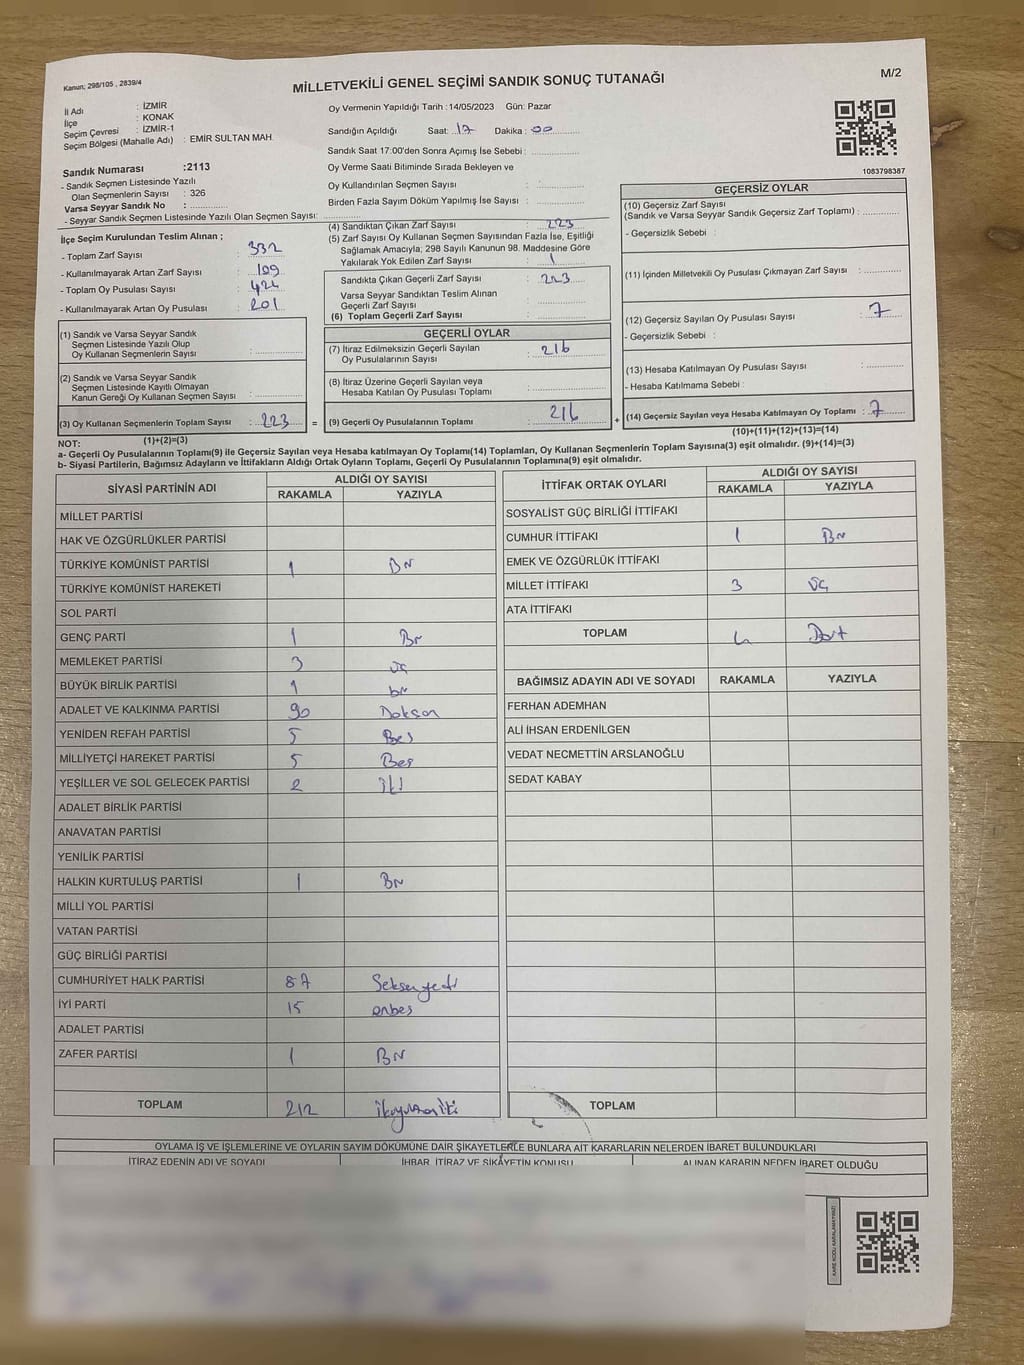 Kanun; 298/105 , 2839/4
MİLLETVEKİLİ GENEL SEÇİMİ SANDIK SONUÇ TUTANAĞI
M/2
İl Adı : İZMİR
İlçe : KONAK
Seçim Çevresi : İZMİR-1
Seçim Bölgesi (Mahalle Adı) : EMİR SULTAN MAH.
Oy Vermenin Yapıldığı Tarih :14/05/2023 Gün: Pazar
Sandığın Açıldığı Saat: 17 Dakika : 00
Sandık Saat 17:00'den Sonra Açılmış İse Sebebi :
Oy Verme Saati Bitiminde Sırada Bekleyen ve
Oy Kullandırılan Seçmen Sayısı :
Birden Fazla Sayım Döküm Yapılmış İse Sayısı :
1083798387
Sandık Numarası :2113
- Sandık Seçmen Listesinde Yazılı
Olan Seçmenlerin Sayısı : 326
Varsa Seyyar Sandık No :
- Seyyar Sandık Seçmen Listesinde Yazılı Olan Seçmen Sayısı:
İlçe Seçim Kurulundan Teslim Alınan ;
- Toplam Zarf Sayısı : 332
- Kullanılmayarak Artan Zarf Sayısı : 109
- Toplam Oy Pusulası Sayısı : 424
- Kullanılmayarak Artan Oy Pusulası : 201
(1) Sandık ve Varsa Seyyar Sandık
Seçmen Listesinde Yazılı Olup
Oy Kullanan Seçmenlerin Sayısı :
(2) Sandık ve Varsa Seyyar Sandık
Seçmen Listesinde Kayıtlı Olmayan
Kanun Gereği Oy Kullanan Seçmen Sayısı :
(3) Oy Kullanan Seçmenlerin Toplam Sayısı : 223 =
(1)+(2)=(3)
(4) Sandıktan Çıkan Zarf Sayısı : 223
(5) Zarf Sayısı Oy Kullanan Seçmen Sayısından Fazla İse, Eşitliği
Sağlamak Amacıyla; 298 Sayılı Kanunun 98. Maddesine Göre
Yakılarak Yok Edilen Zarf Sayısı :
Sandıkta Çıkan Geçerli Zarf Sayısı : 223
Varsa Seyyar Sandıktan Teslim Alınan
Geçerli Zarf Sayısı :
(6) Toplam Geçerli Zarf Sayısı :
GEÇERLİ OYLAR
(7) İtiraz Edilmeksizin Geçerli Sayılan
Oy Pusulalarının Sayısı : 216
(8) İtiraz Üzerine Geçerli Sayılan veya
Hesaba Katılan Oy Pusulası Toplamı :
(9) Geçerli Oy Pusulalarının Toplamı : 216 +
GEÇERSİZ OYLAR
(10) Geçersiz Zarf Sayısı
(Sandık ve Varsa Seyyar Sandık Geçersiz Zarf Toplamı) :
- Geçersizlik Sebebi :
(11) İçinden Milletvekili Oy Pusulası Çıkmayan Zarf Sayısı :
(12) Geçersiz Sayılan Oy Pusulası Sayısı : 7
- Geçersizlik Sebebi :
(13) Hesaba Katılmayan Oy Pusulası Sayısı :
- Hesaba Katılmama Sebebi :
(14) Geçersiz Sayılan veya Hesaba Katılmayan Oy Toplamı : 7
(10)+(11)+(12)+(13)=(14)
NOT:
a- Geçerli Oy Pusulalarının Toplamı(9) ile Geçersiz Sayılan veya Hesaba katılmayan Oy Toplamı(14) Toplamları, Oy Kullanan Seçmenlerin Toplam Sayısına(3) eşit olmalıdır. (9)+(14)=(3)
b- Siyasi Partilerin, Bağımsız Adayların ve İttifakların Aldığı Ortak Oyların Toplamı, Geçerli Oy Pusulalarının Toplamına(9) eşit olmalıdır.
SİYASİ PARTİNİN ADI
ALDIĞI OY SAYISI
RAKAMLA YAZIYLA
MİLLET PARTİSİ
HAK VE ÖZGÜRLÜKLER PARTİSİ
TÜRKİYE KOMÜNİST PARTİSİ 1 Bir
TÜRKİYE KOMÜNİST HAREKETİ
SOL PARTİ
GENÇ PARTİ 1 Bir
MEMLEKET PARTİSİ 3 üç
BÜYÜK BİRLİK PARTİSİ 1 bir
ADALET VE KALKINMA PARTİSİ 90 Doksan
YENİDEN REFAH PARTİSİ 5 Beş
MİLLİYETÇİ HAREKET PARTİSİ 5 Beş
YEŞİLLER VE SOL GELECEK PARTİSİ 2 iki
ADALET BİRLİK PARTİSİ
ANAVATAN PARTİSİ
YENİLİK PARTİSİ
HALKIN KURTULUŞ PARTİSİ 1 Bir
MİLLİ YOL PARTİSİ
VATAN PARTİSİ
GÜÇ BİRLİĞİ PARTİSİ
CUMHURİYET HALK PARTİSİ 87 Seksenyedi
İYİ PARTİ 15 onbeş
ADALET PARTİSİ
ZAFER PARTİSİ 1 Bir
TOPLAM 212 ikiyüzoniki
İTTİFAK ORTAK OYLARI
ALDIĞI OY SAYISI
RAKAMLA YAZIYLA
SOSYALİST GÜÇ BİRLİĞİ İTTİFAKI
CUMHUR İTTİFAKI 1 Bir
EMEK VE ÖZGÜRLÜK İTTİFAKI
MİLLET İTTİFAKI 3 üç
ATA İTTİFAKI
TOPLAM 4 Dört
BAĞIMSIZ ADAYIN ADI VE SOYADI RAKAMLA YAZIYLA
FERHAN ADEMHAN
ALİ İHSAN ERDENİLGEN
VEDAT NECMETTİN ARSLANOĞLU
SEDAT KABAY
TOPLAM
OYLAMA İŞ VE İŞLEMLERİNE VE OYLARIN SAYIM DÖKÜMÜNE DAİR ŞİKAYETLERLE BUNLARA AİT KARARLARIN NELERDEN İBARET BULUNDUKLARI
İTİRAZ EDENİN ADI VE SOYADI İHBAR, İTİRAZ VE ŞİKAYETİN KONUSU ALINAN KARARIN NEDEN İBARET OLDUĞU
KARE KODU KARALAMAYINIZ!